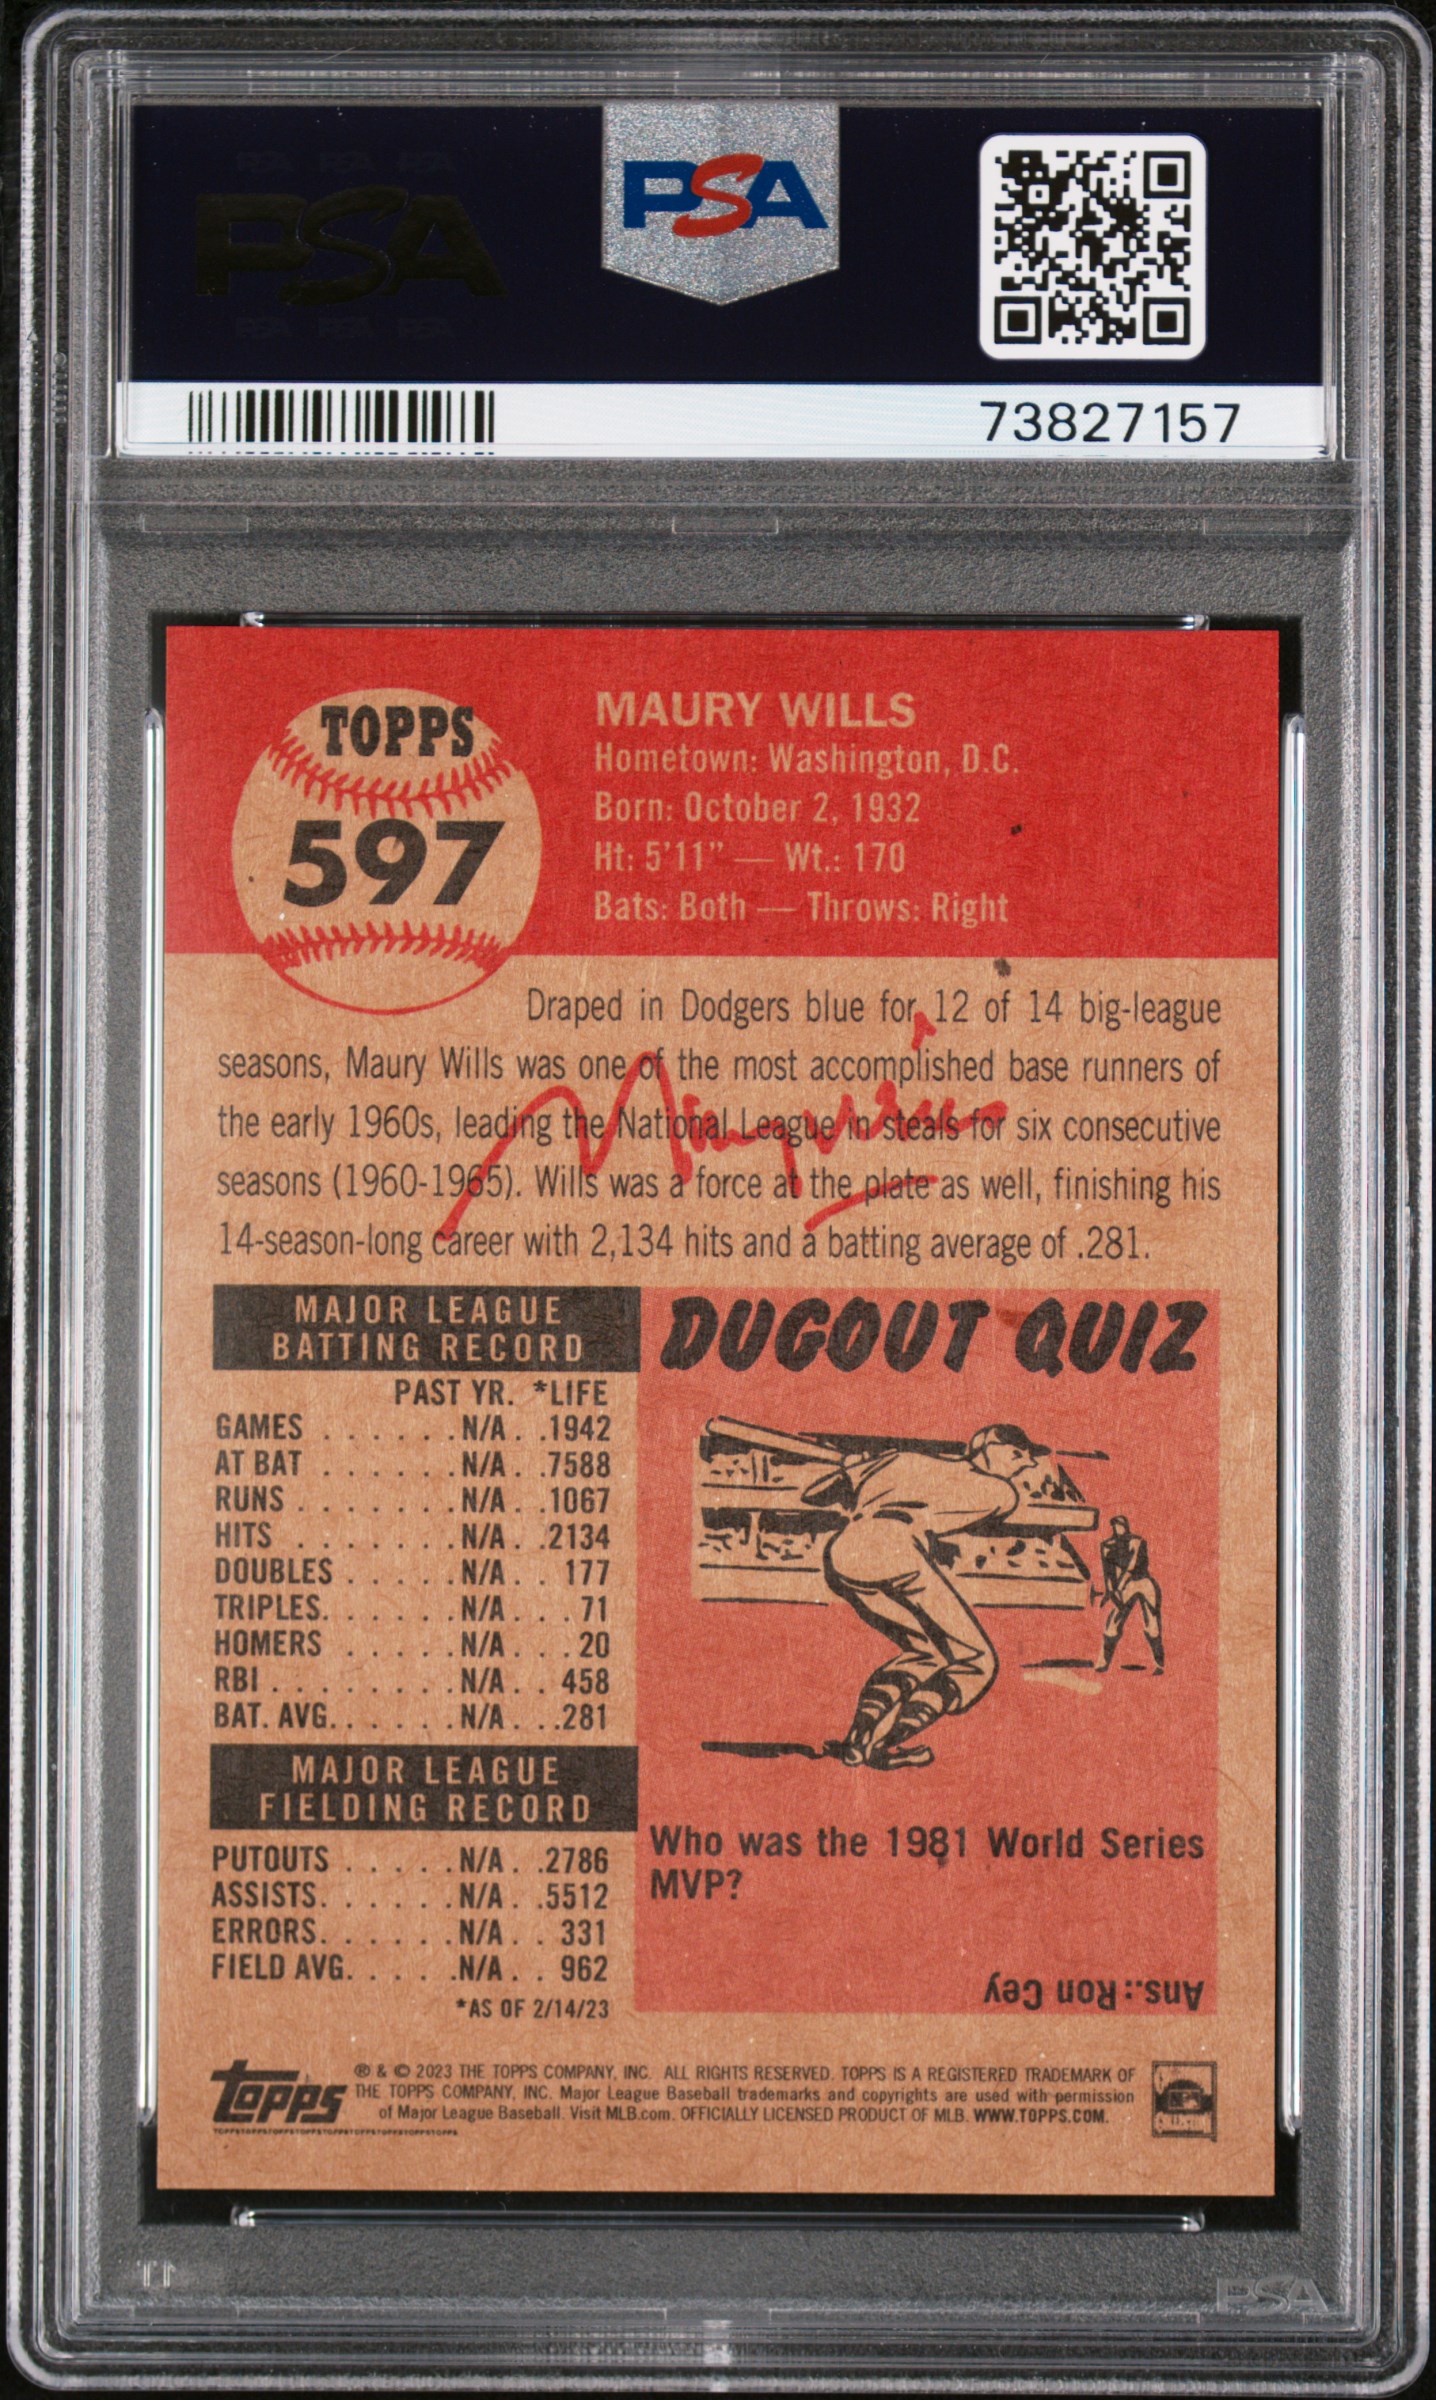 PSA
PSA
73827157
TOPPS
597
MAURY WILLS
Hometown: Washington, D.C.
Born: October 2, 1932
Ht: 5'11" — Wt.: 170
Bats: Both — Throws: Right
Draped in Dodgers blue for 12 of 14 big-league
seasons, Maury Wills was one of the most accomplished base runners of
the early 1960s, leading the National League in steals for six consecutive
seasons (1960-1965). Wills was a force at the plate as well, finishing his
14-season-long career with 2,134 hits and a batting average of .281.
Maury Wills
MAJOR LEAGUE
BATTING RECORD
PAST YR. *LIFE
GAMES . . . . . . N/A . . 1942
AT BAT . . . . . . N/A . . 7588
RUNS . . . . . . . N/A . . 1067
HITS . . . . . . . N/A . . 2134
DOUBLES . . . . . N/A . . 177
TRIPLES. . . . . . N/A . . . 71
HOMERS . . . . . N/A . . . 20
RBI . . . . . . . . N/A . . 458
BAT. AVG. . . . . . N/A . . .281
MAJOR LEAGUE
FIELDING RECORD
PUTOUTS . . . . . N/A . . 2786
ASSISTS. . . . . . N/A . . 5512
ERRORS. . . . . . N/A . . 331
FIELD AVG. . . . . N/A . . 962
*AS OF 2/14/23
DUGOUT QUIZ
Who was the 1981 World Series
MVP?
Ans.: Ron Cey
topps
® & © 2023 THE TOPPS COMPANY, INC. ALL RIGHTS RESERVED. TOPPS IS A REGISTERED TRADEMARK OF
THE TOPPS COMPANY, INC. Major League Baseball trademarks and copyrights are used with permission
of Major League Baseball. Visit MLB.com. OFFICIALLY LICENSED PRODUCT OF MLB. WWW.TOPPS.COM.
PSA